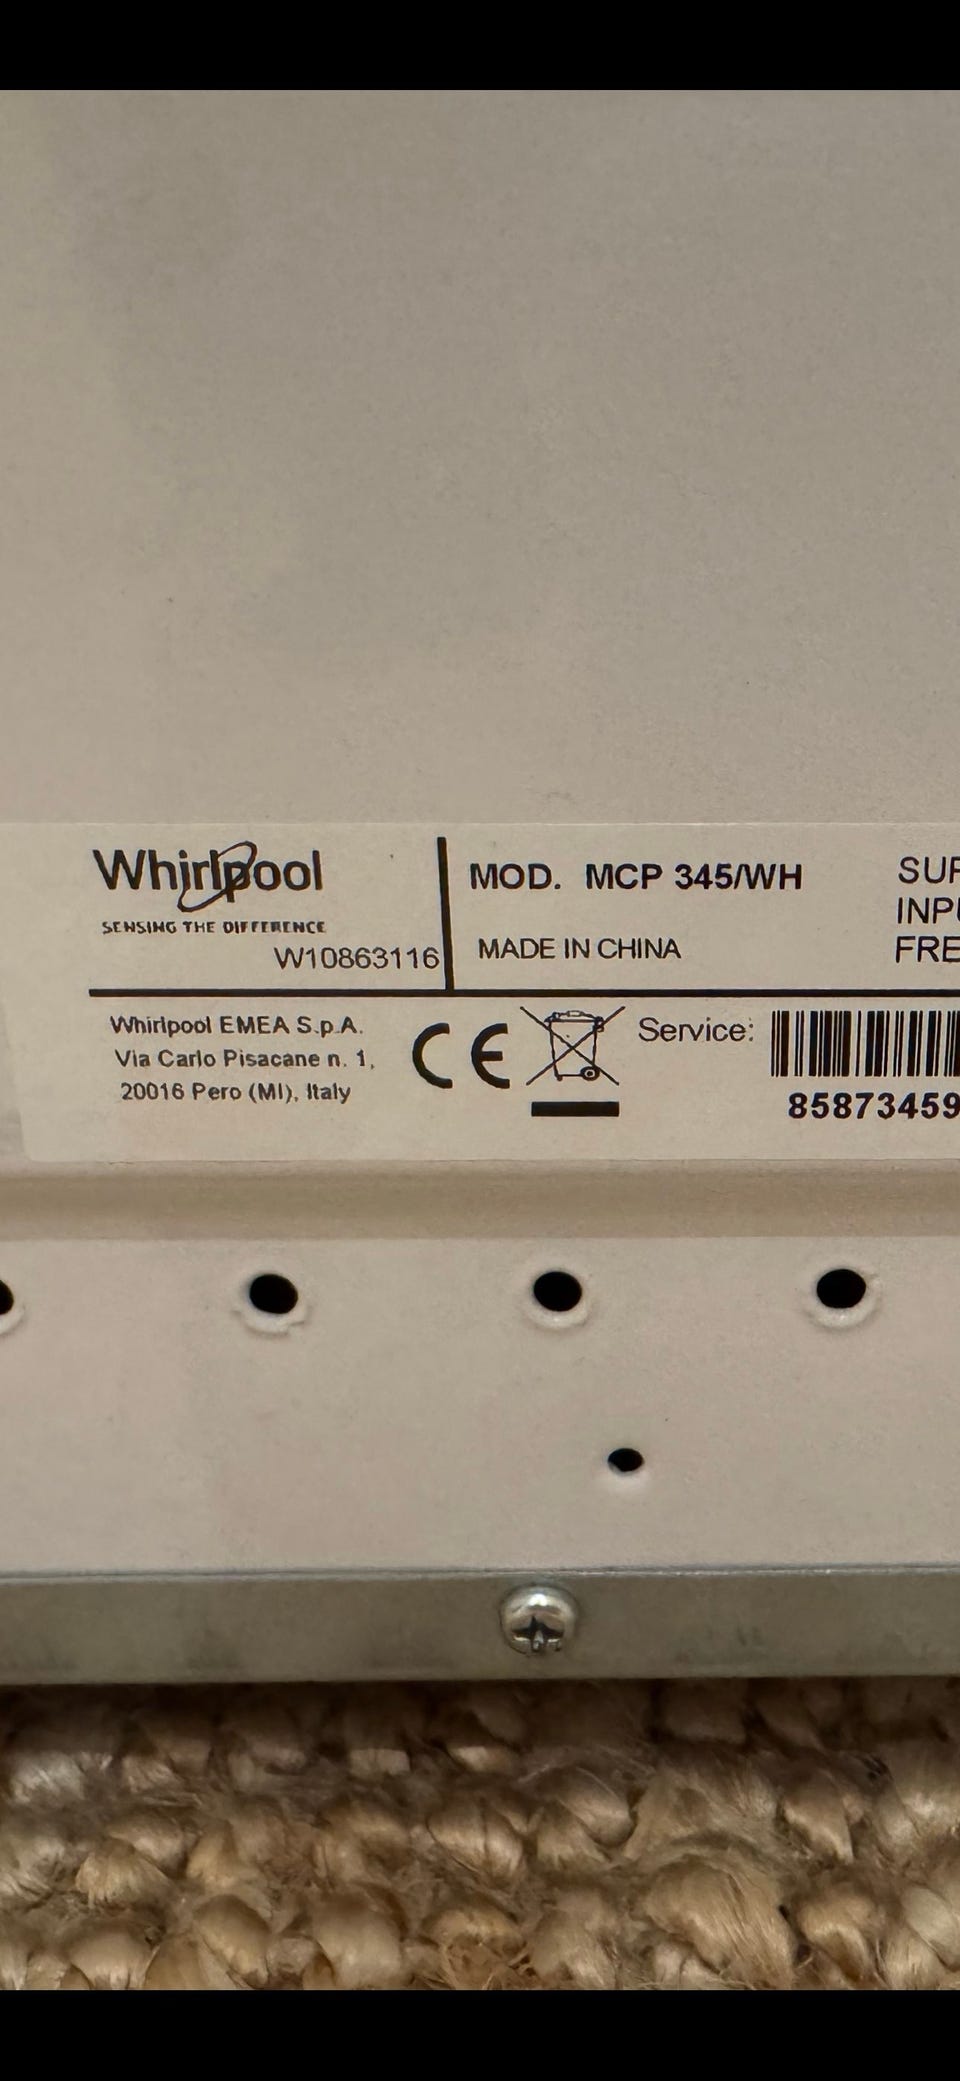 Whirlpool
SENSING THE DIFFERENCE
W10863116
MOD. MCP 345/WH
MADE IN CHINA
Whirlpool EMEA S.p.A.
Via Carlo Pisacane n. 1,
20016 Pero (MI), Italy
CE
Service:
85873459